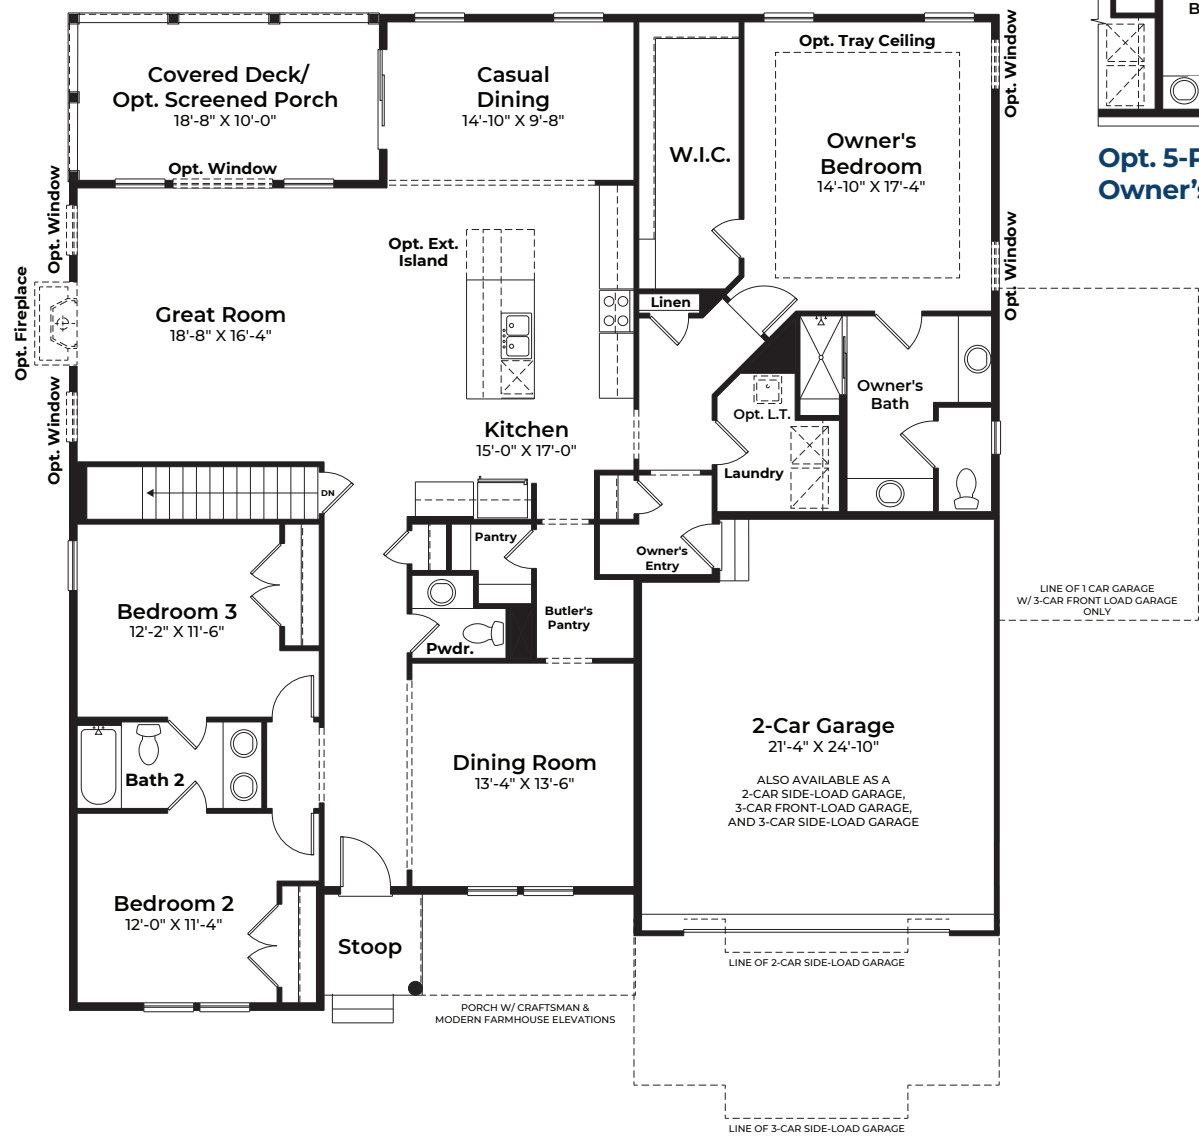 Covered Deck/
Opt. Screened Porch
18'-8" X 10'-0"
Opt. Window
Casual
Dining
14'-10" X 9'-8"
W.I.C.
Opt. Tray Ceiling
Owner's
Bedroom
14'-10" X 17'-4"
Opt. Window
Opt. Window
B
Opt. 5-P
Owner's
Opt. Window
Opt. Fireplace
Opt. Window
Great Room
18'-8" X 16'-4"
Opt. Ext.
Island
Kitchen
15'-0" X 17'-0"
Linen
Opt. L.T.
Laundry
Owner's
Bath
DN
Pantry
Owner's
Entry
Butler's
Pantry
Pwdr.
Bedroom 3
12'-2" X 11'-6"
LINE OF 1 CAR GARAGE
W/ 3-CAR FRONT LOAD GARAGE
ONLY
Bath 2
Dining Room
13'-4" X 13'-6"
2-Car Garage
21'-4" X 24'-10"
ALSO AVAILABLE AS A
2-CAR SIDE-LOAD GARAGE,
3-CAR FRONT-LOAD GARAGE,
AND 3-CAR SIDE-LOAD GARAGE
Bedroom 2
12'-0" X 11'-4"
Stoop
LINE OF 2-CAR SIDE-LOAD GARAGE
PORCH W/ CRAFTSMAN &
MODERN FARMHOUSE ELEVATIONS
LINE OF 3-CAR SIDE-LOAD GARAGE